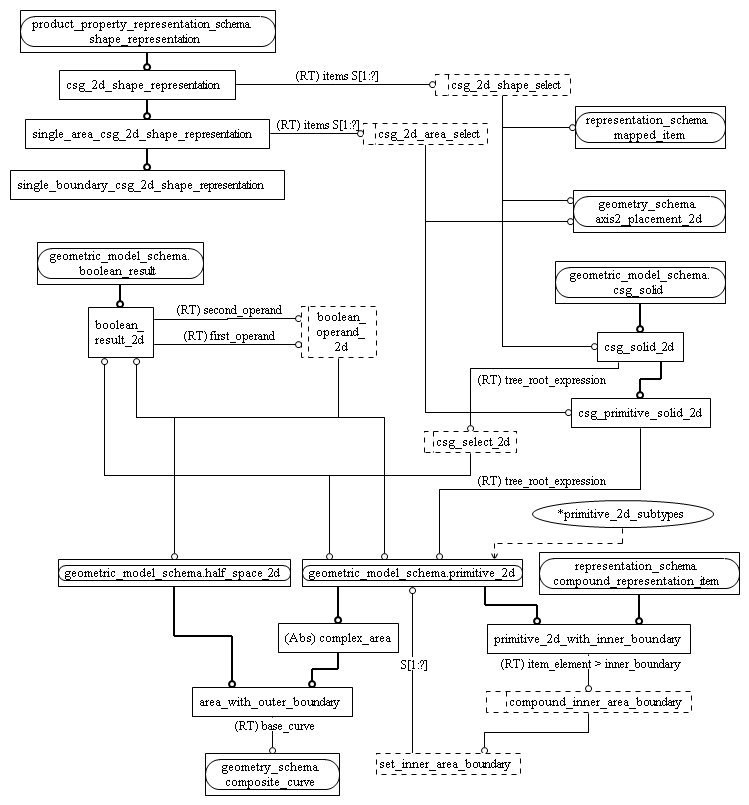 product_property_representation_schema.
shape_representation
csg_2d_shape_representation
(RT) items S[1:?]
csg_2d_shape_select
single_area_csg_2d_shape_representation
(RT) items S[1:?]
csg_2d_area_select
representation_schema.
mapped_item
single_boundary_csg_2d_shape_representation
geometry_schema.
axis2_placement_2d
geometric_model_schema.
boolean_result
geometric_model_schema.
csg_solid
boolean_
result_2d
(RT) second_operand
(RT) first_operand
boolean_
operand_
2d
csg_solid_2d
(RT) tree_root_expression
csg_primitive_solid_2d
csg_select_2d
(RT) tree_root_expression
*primitive_2d_subtypes
geometric_model_schema.half_space_2d
geometric_model_schema.primitive_2d
representation_schema.
compound_representation_item
(Abs) complex_area
primitive_2d_with_inner_boundary
S[1:?]
(RT) item_element > inner_boundary
area_with_outer_boundary
compound_inner_area_boundary
(RT) base_curve
set_inner_area_boundary
geometry_schema.
composite_curve